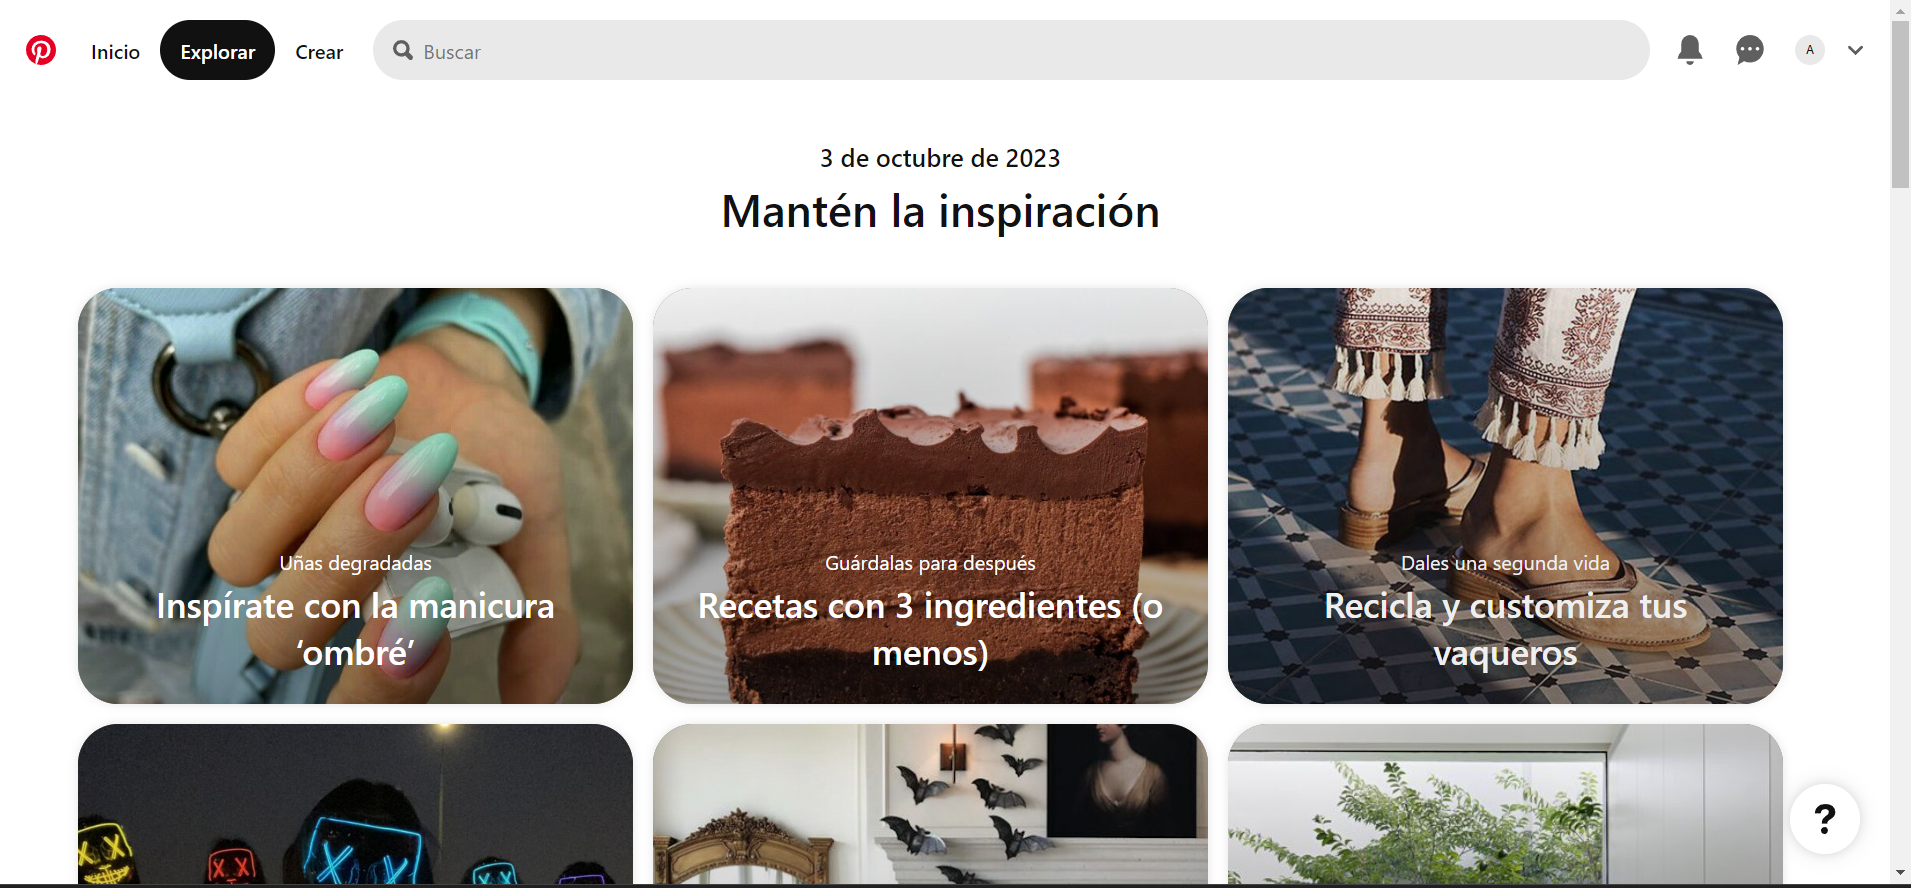 Inicio
Explorar
Crear
Buscar
A
3 de octubre de 2023
Mantén la inspiración
Uñas degradadas
Inspírate con la manicura
‘ombré’
Guárdalas para después
Recetas con 3 ingredientes (o
menos)
Dales una segunda vida
Recicla y customiza tus
vaqueros
?